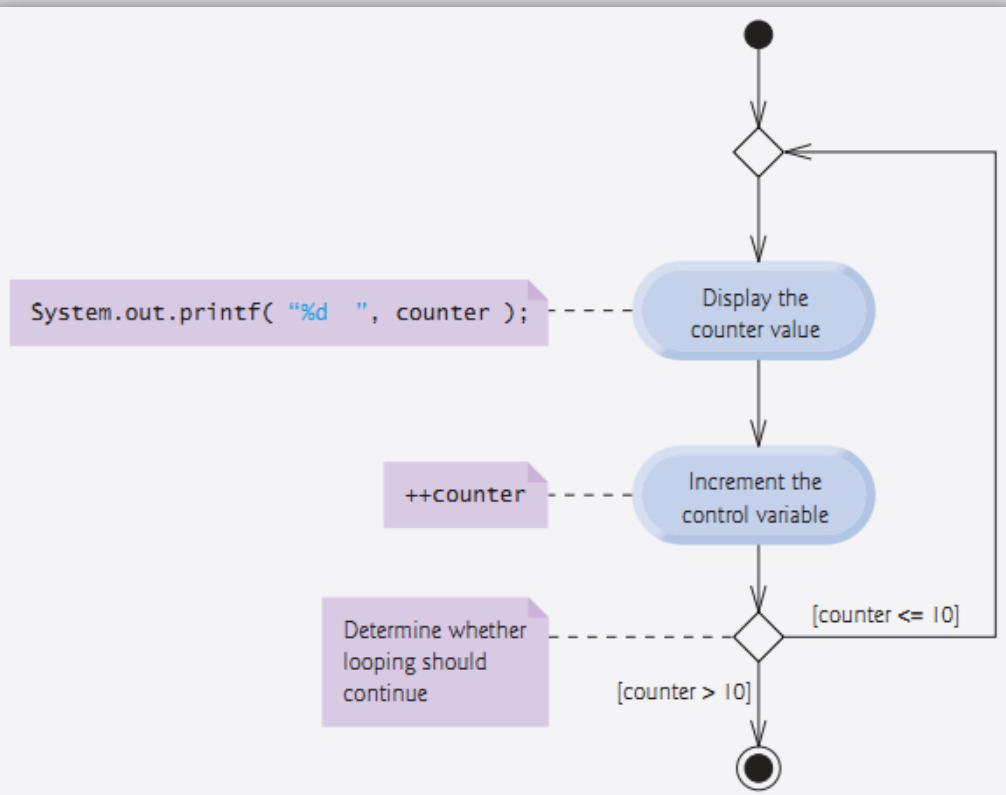 System.out.printf( “%d  ”, counter );
Display the
counter value
++counter
Increment the
control variable
Determine whether
looping should
continue
[counter <= 10]
[counter > 10]